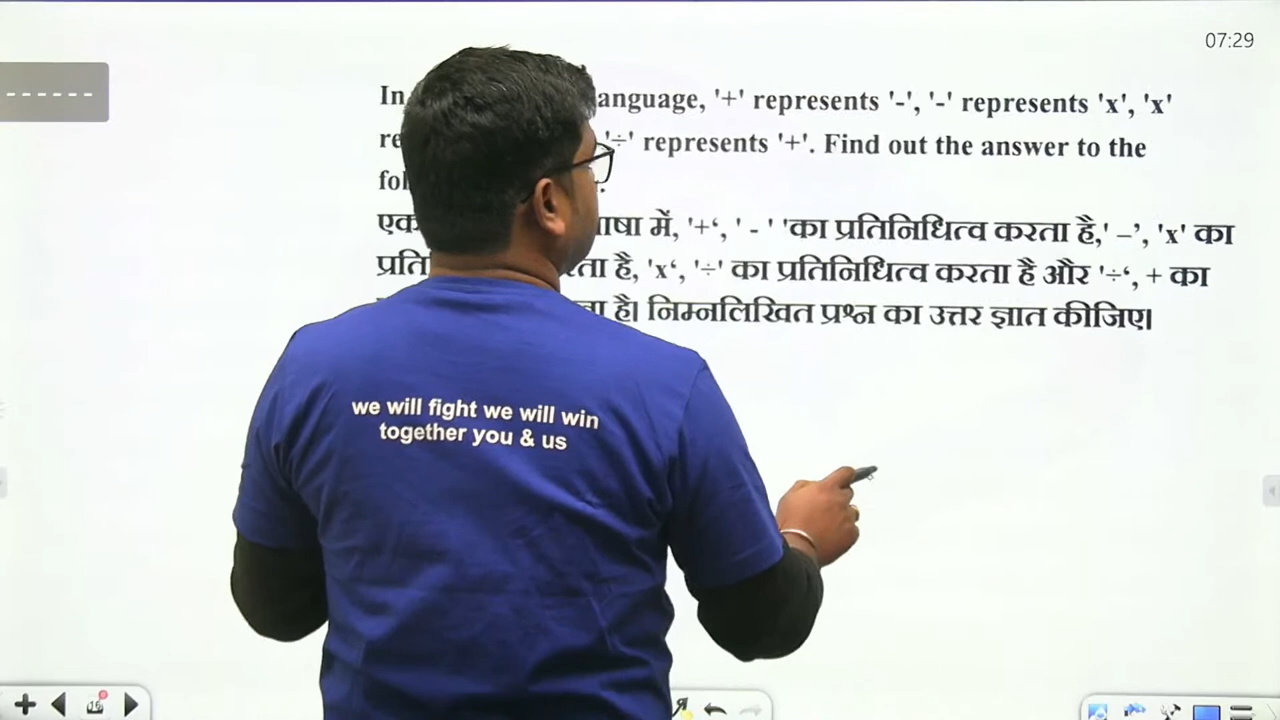 07:29
In anguage, '+' represents '-', '-' represents 'x', 'x'
re '÷' represents '+'. Find out the answer to the
fol .
एक ाषा में, '+‘, ' - ' 'का प्रतिनिधित्व करता है,' –’, 'x' का
प्रति ता है, 'x‘, '÷' का प्रतिनिधित्व करता है और '÷‘, + का
है। निम्नलिखित प्रश्न का उत्तर ज्ञात कीजिए।
we will fight we will win
together you & us